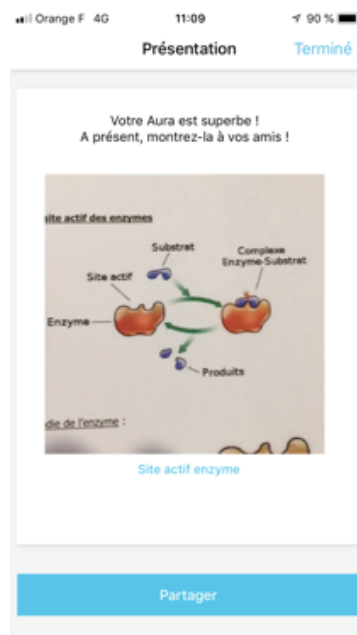 Orange F 4G 11:09 90 %
Présentation Terminé
Votre Aura est superbe !
A présent, montrez-la à vos amis !
site actif des enzymes
Substrat
Complexe
Enzyme-Substrat
Site actif
Enzyme
Produits
die de l'enzyme :
Site actif enzyme
Partager